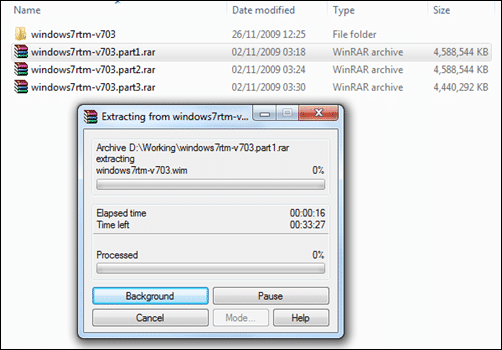 Name Date modified Type Size
windows7rtm-v703 26/11/2009 12:25 File folder
windows7rtm-v703.part1.rar 02/11/2009 03:18 WinRAR archive 4,588,544 KB
windows7rtm-v703.part2.rar 02/11/2009 03:24 WinRAR archive 4,588,544 KB
windows7rtm-v703.part3.rar 02/11/2009 03:30 WinRAR archive 4,440,292 KB
Extracting from windows7rtm-v...
Archive D:\Working\windows7rtm-v703.part1.rar
extracting
windows7rtm-v703.wim 0%
Elapsed time 00:00:16
Time left 00:33:27
Processed 0%
Background Pause
Cancel Mode... Help